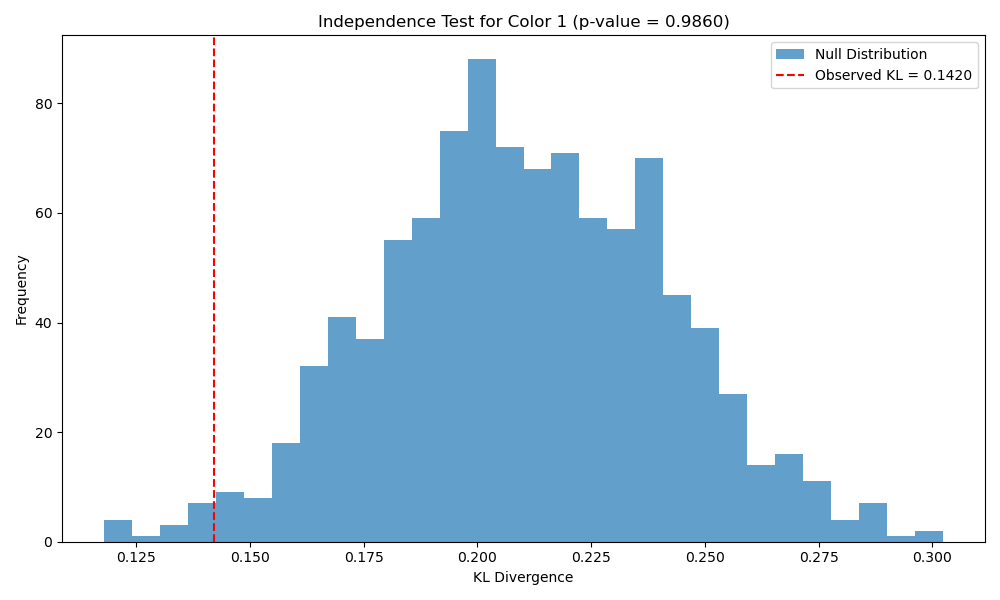 Independence Test for Color 1 (p-value = 0.9860)
Null Distribution
Observed KL = 0.1420
Frequency
80
60
40
20
0
0.125 0.150 0.175 0.200 0.225 0.250 0.275 0.300
KL Divergence